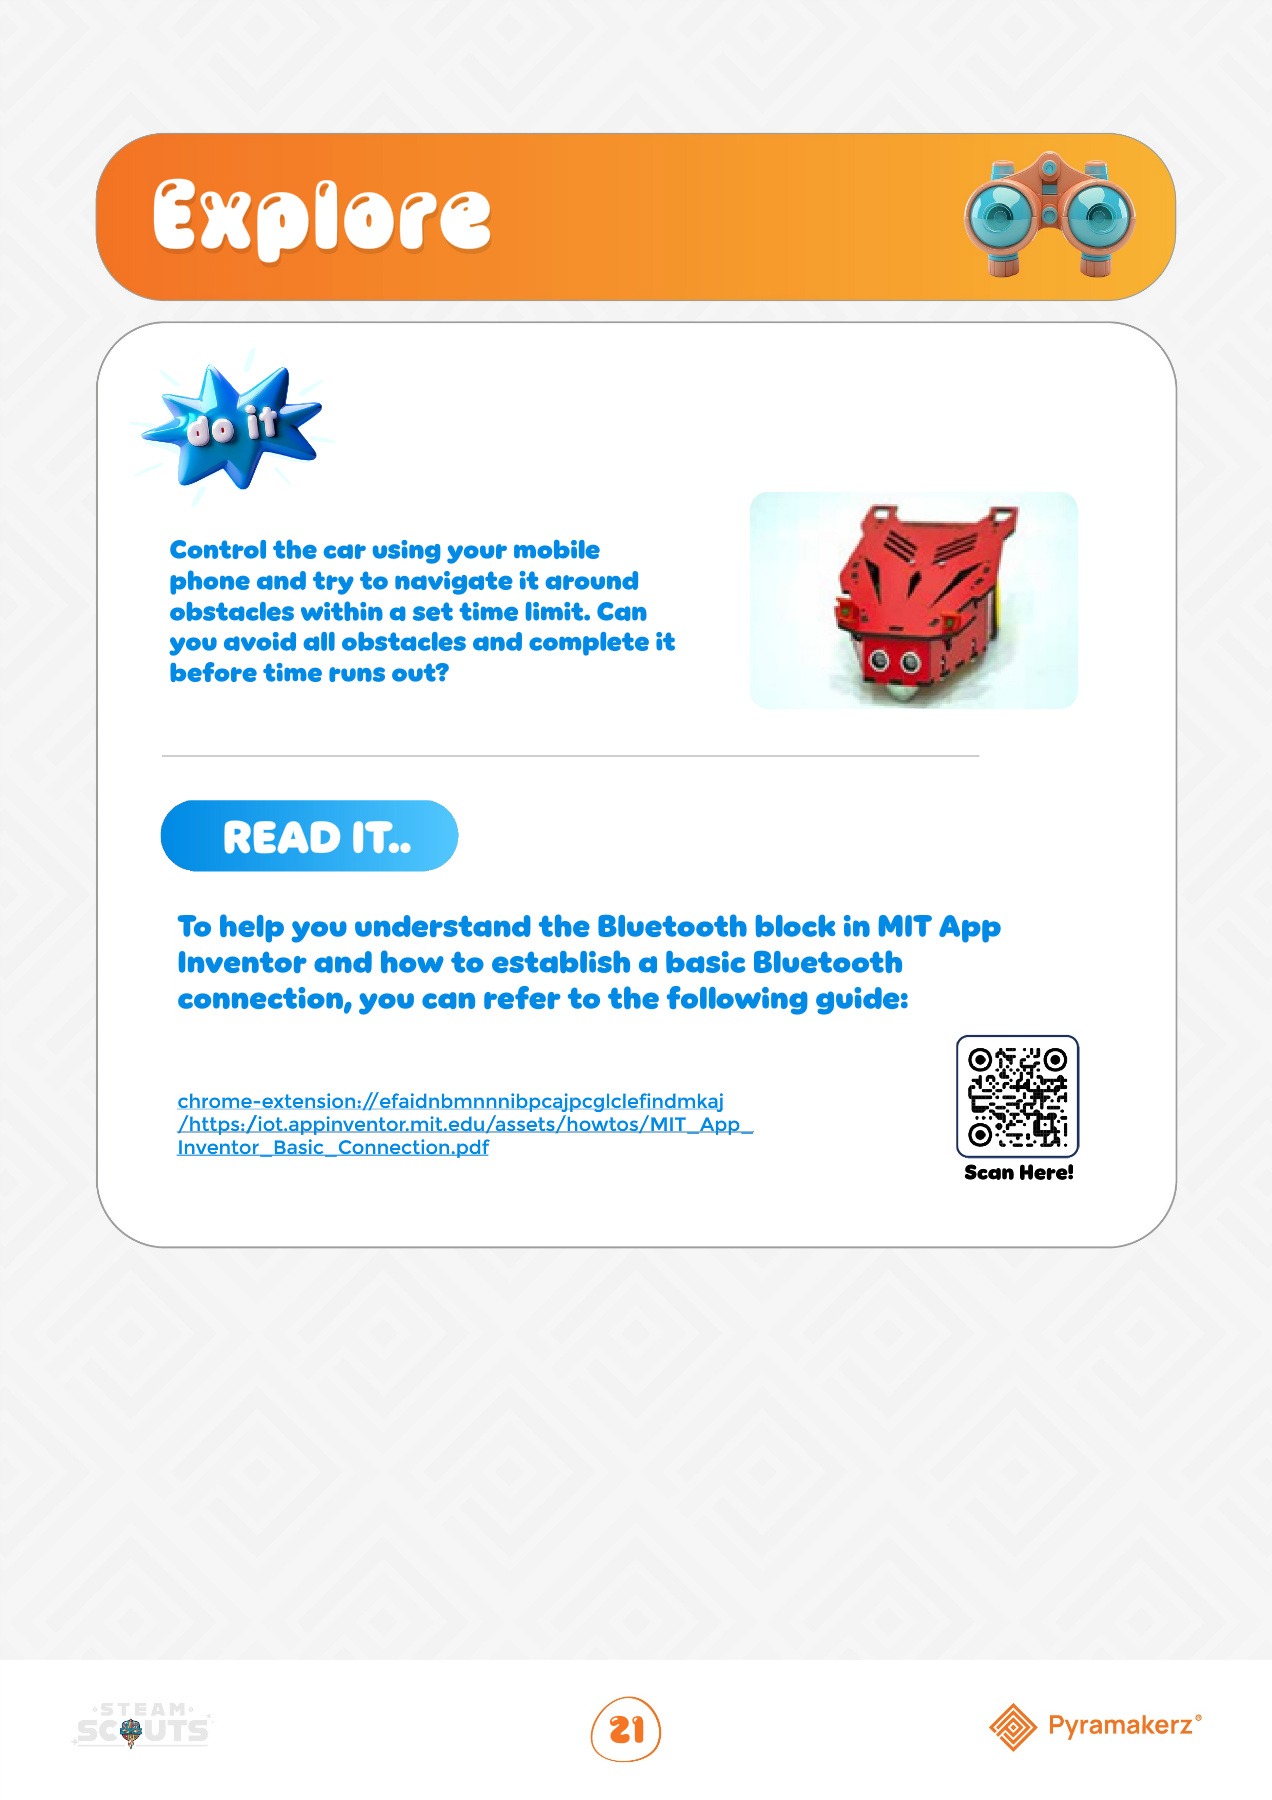 Explore
do it
Control the car using your mobile
phone and try to navigate it around
obstacles within a set time limit. Can
you avoid all obstacles and complete it
before time runs out?
READ IT..
To help you understand the Bluetooth block in MIT App
Inventor and how to establish a basic Bluetooth
connection, you can refer to the following guide:
chrome-extension://efaidnbmnnnibpcajpcglclefindmkaj
/https:/iot.appinventor.mit.edu/assets/howtos/MIT_App_
Inventor_Basic_Connection.pdf
Scan Here!
STEAM
SCOUTS
21
Pyramakerz®